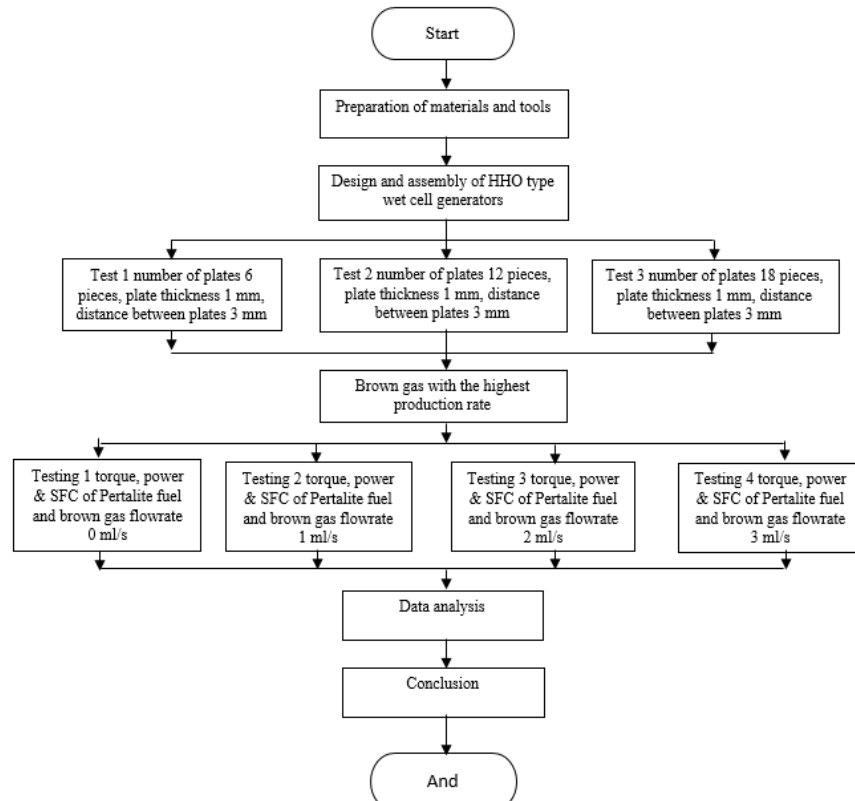 Start
Preparation of materials and tools
Design and assembly of HHO type
wet cell generators
Test 1 number of plates 6
pieces, plate thickness 1 mm,
distance between plates 3 mm
Test 2 number of plates 12 pieces,
plate thickness 1 mm, distance
between plates 3 mm
Test 3 number of plates 18 pieces,
plate thickness 1 mm, distance
between plates 3 mm
Brown gas with the highest
production rate
Testing 1 torque, power
& SFC of Pertalite fuel
and brown gas flowrate
0 ml/s
Testing 2 torque, power
& SFC of Pertalite fuel
and brown gas flowrate
1 ml/s
Testing 3 torque, power
& SFC of Pertalite fuel
and brown gas flowrate
2 ml/s
Testing 4 torque, power
& SFC of Pertalite fuel
and brown gas flowrate
3 ml/s
Data analysis
Conclusion
And